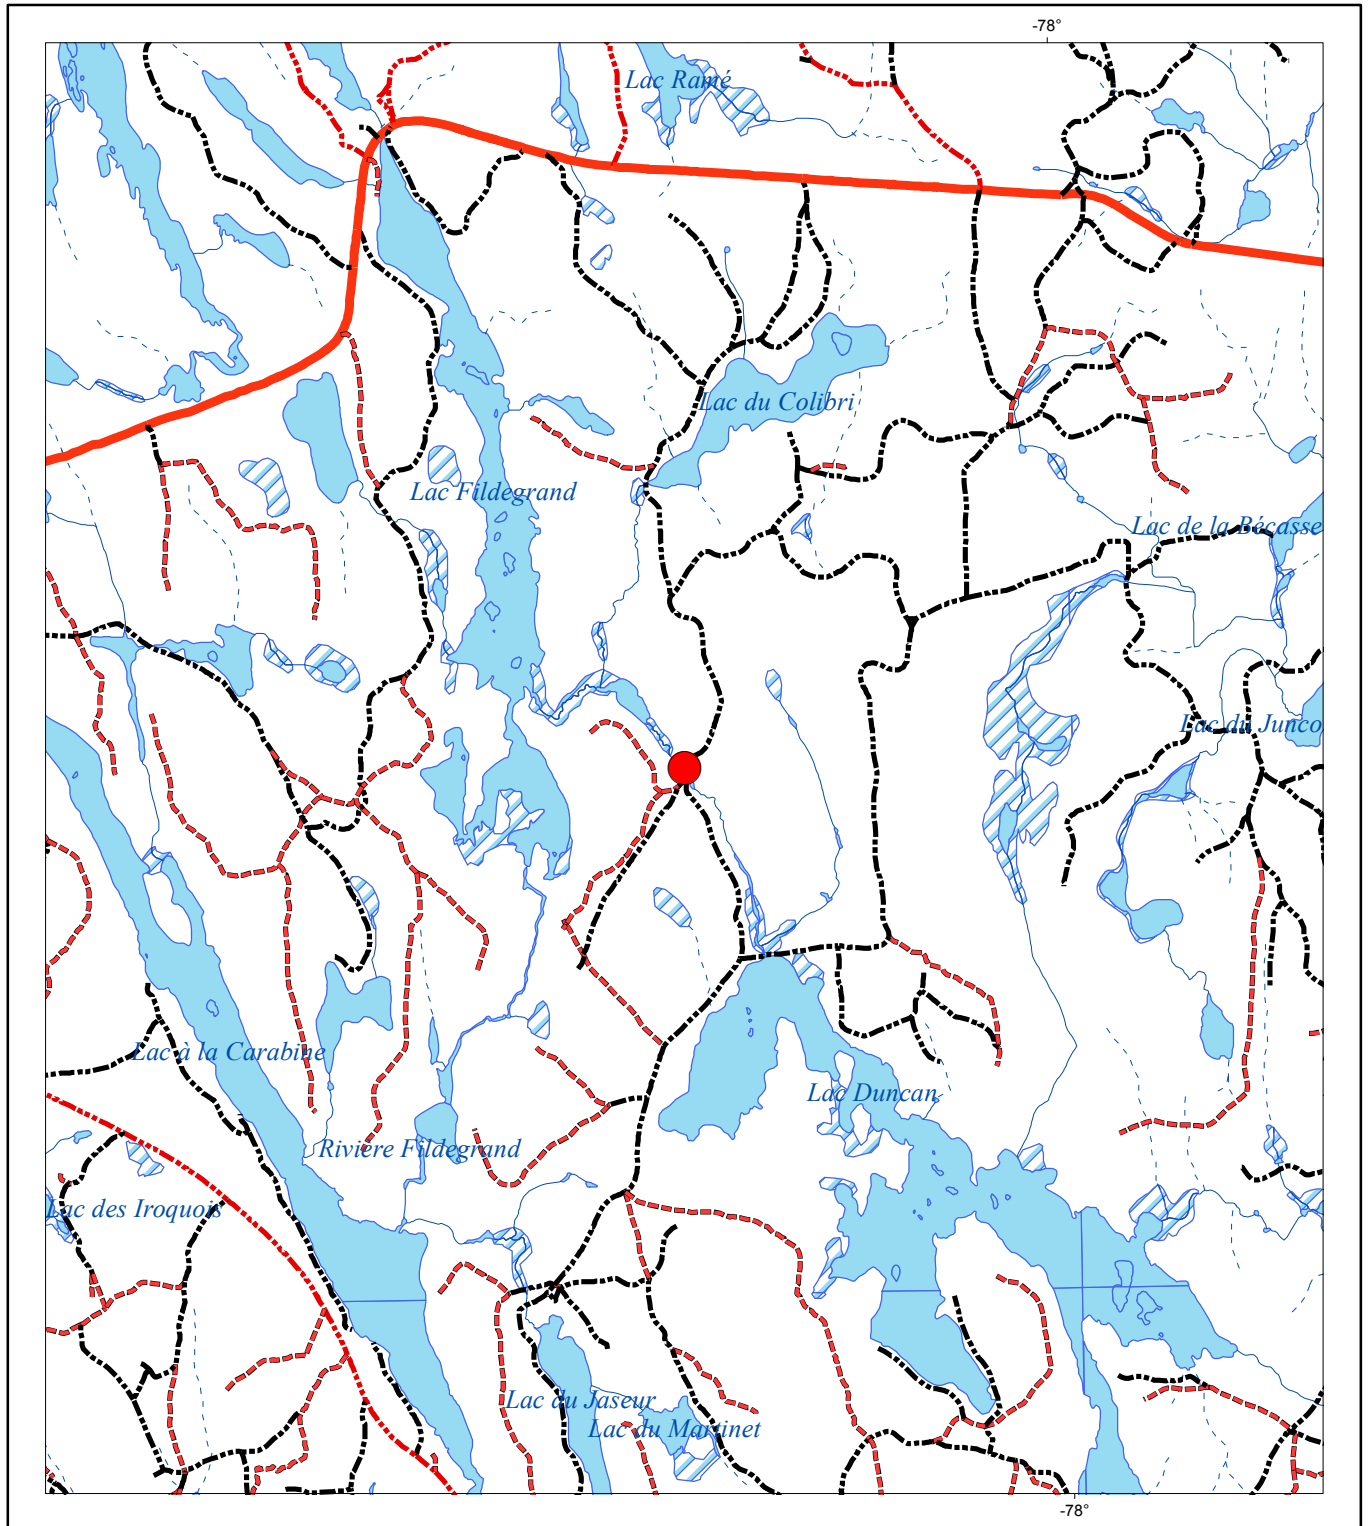 -78°
Lac Ramé
Lac du Colibri
Lac Fildegrand
Lac de la Bécasse
Lac du Junco
Lac à la Carabine
Lac Duncan
Rivière Fildegrand
Lac des Iroquois
Lac du Jaseur
Lac du Martinet
-78°